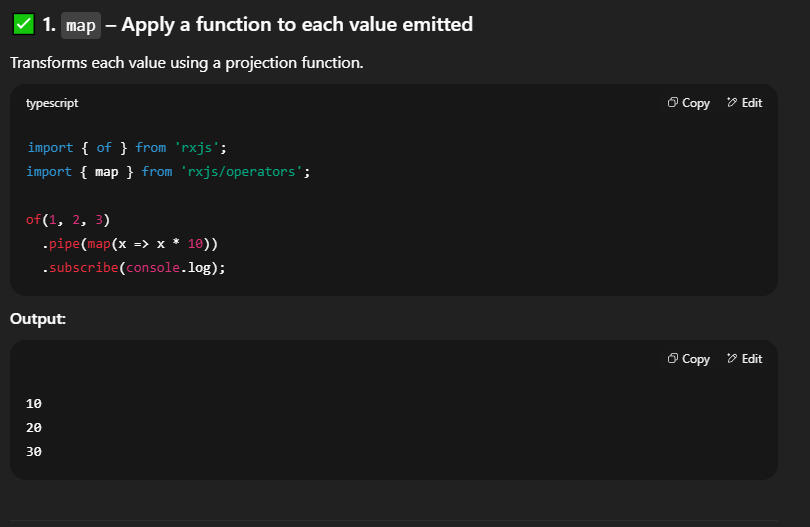 ✅ 1. map – Apply a function to each value emitted
Transforms each value using a projection function.
typescript
Copy Edit
import { of } from 'rxjs';
import { map } from 'rxjs/operators';
of(1, 2, 3)
.pipe(map(x => x * 10))
.subscribe(console.log);
Output:
Copy Edit
10
20
30